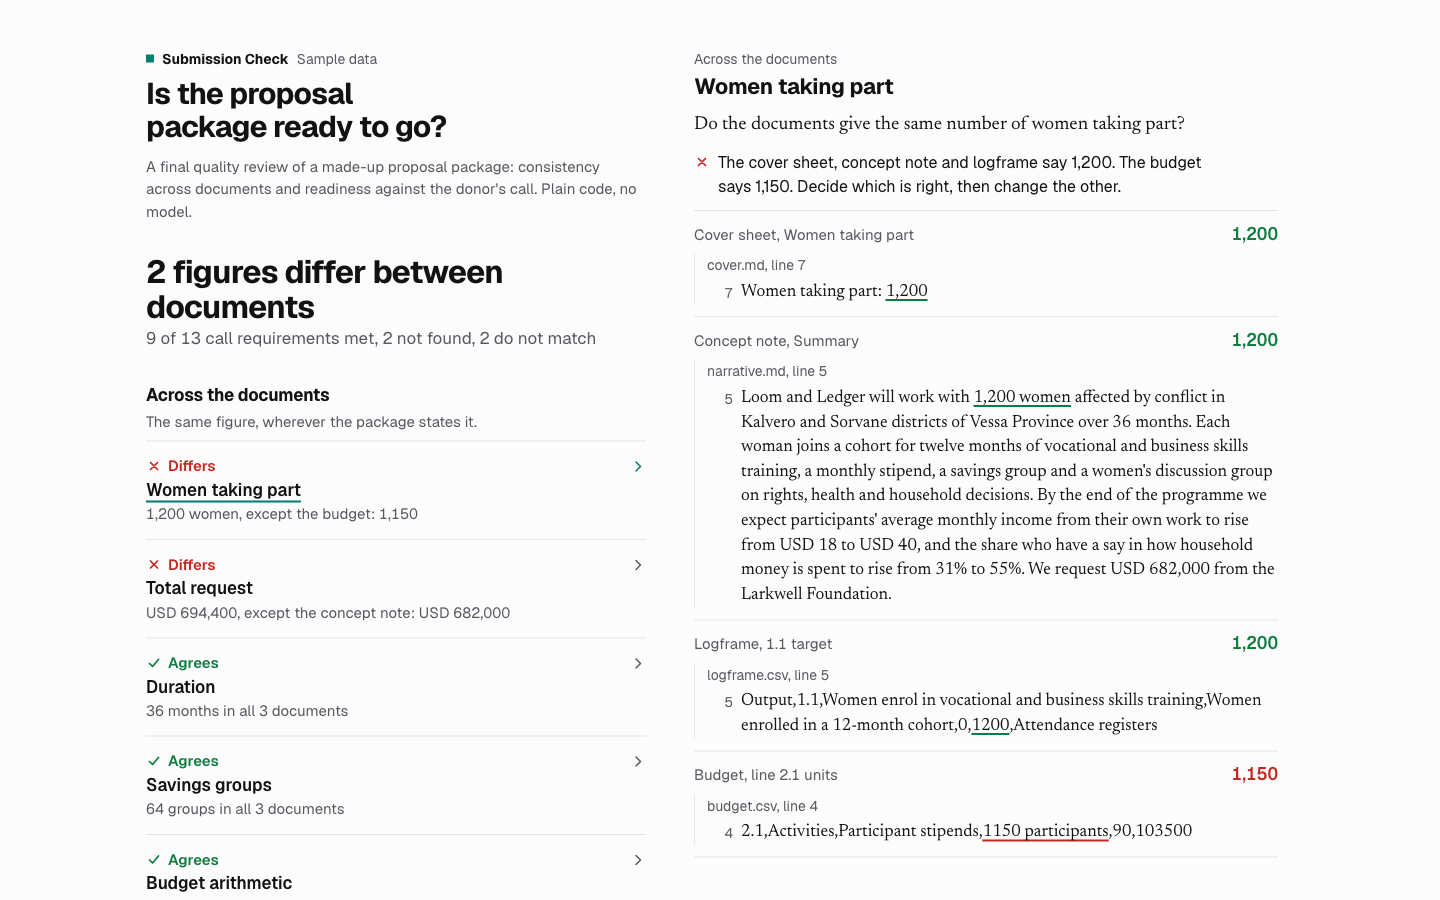 Submission Check Sample data
Is the proposal
package ready to go?
A final quality review of a made-up proposal package: consistency
across documents and readiness against the donor's call. Plain code, no
model.
2 figures differ between
documents
9 of 13 call requirements met, 2 not found, 2 do not match
Across the documents
The same figure, wherever the package states it.
Differs
Women taking part
1,200 women, except the budget: 1,150
Differs
Total request
USD 694,400, except the concept note: USD 682,000
Agrees
Duration
36 months in all 3 documents
Agrees
Savings groups
64 groups in all 3 documents
Agrees
Budget arithmetic
Across the documents
Women taking part
Do the documents give the same number of women taking part?
The cover sheet, concept note and logframe say 1,200. The budget
says 1,150. Decide which is right, then change the other.
Cover sheet, Women taking part 1,200
cover.md, line 7
7 Women taking part: 1,200
Concept note, Summary 1,200
narrative.md, line 5
5 Loom and Ledger will work with 1,200 women affected by conflict in
Kalvero and Sorvane districts of Vessa Province over 36 months. Each
woman joins a cohort for twelve months of vocational and business skills
training, a monthly stipend, a savings group and a women's discussion group
on rights, health and household decisions. By the end of the programme we
expect participants' average monthly income from their own work to rise
from USD 18 to USD 40, and the share who have a say in how household
money is spent to rise from 31% to 55%. We request USD 682,000 from the
Larkwell Foundation.
Logframe, 1.1 target 1,200
logframe.csv, line 5
5 Output,1.1,Women enrol in vocational and business skills training,Women
enrolled in a 12-month cohort,0,1200,Attendance registers
Budget, line 2.1 units 1,150
budget.csv, line 4
4 2.1,Activities,Participant stipends,1150 participants,90,103500